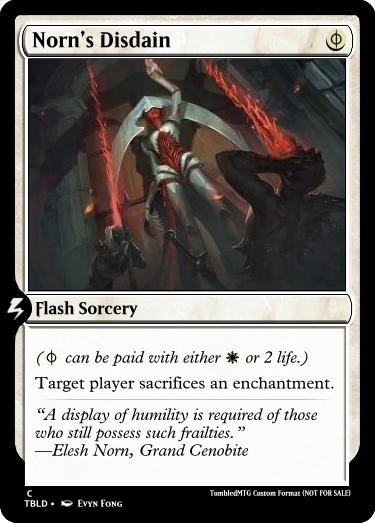 Norn's Disdain
Flash Sorcery
( can be paid with either or 2 life.)
Target player sacrifices an enchantment.
“A display of humility is required of those
who still possess such frailties.”
—Elesh Norn, Grand Cenobite
C
TBLD • Evyn Fong
TumbledMTG Custom Format (NOT FOR SALE)